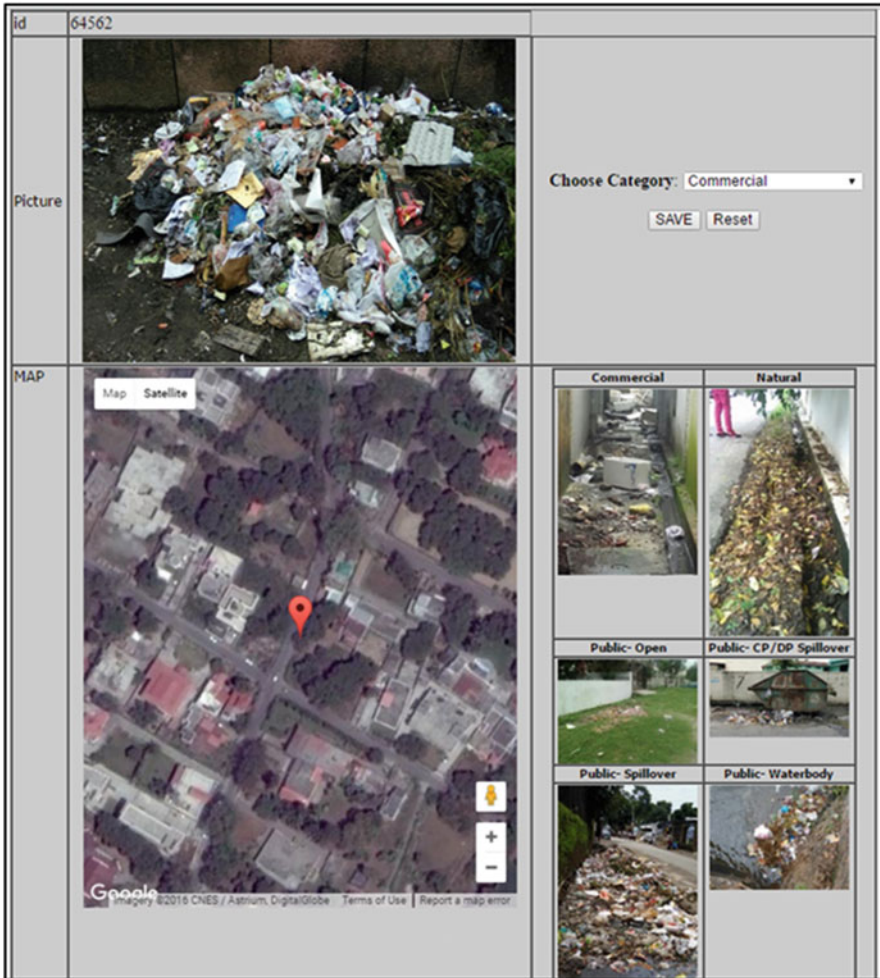 id 64562
Picture
Choose Category: Commercial
SAVE Reset
MAP
Map Satellite
Google
Imagery ©2016 CNES / Astrium, DigitalGlobe Terms of Use Report a map error
Commercial Natural
Public- Open Public- CP/DP Spillover
Public- Spillover Public- Waterbody